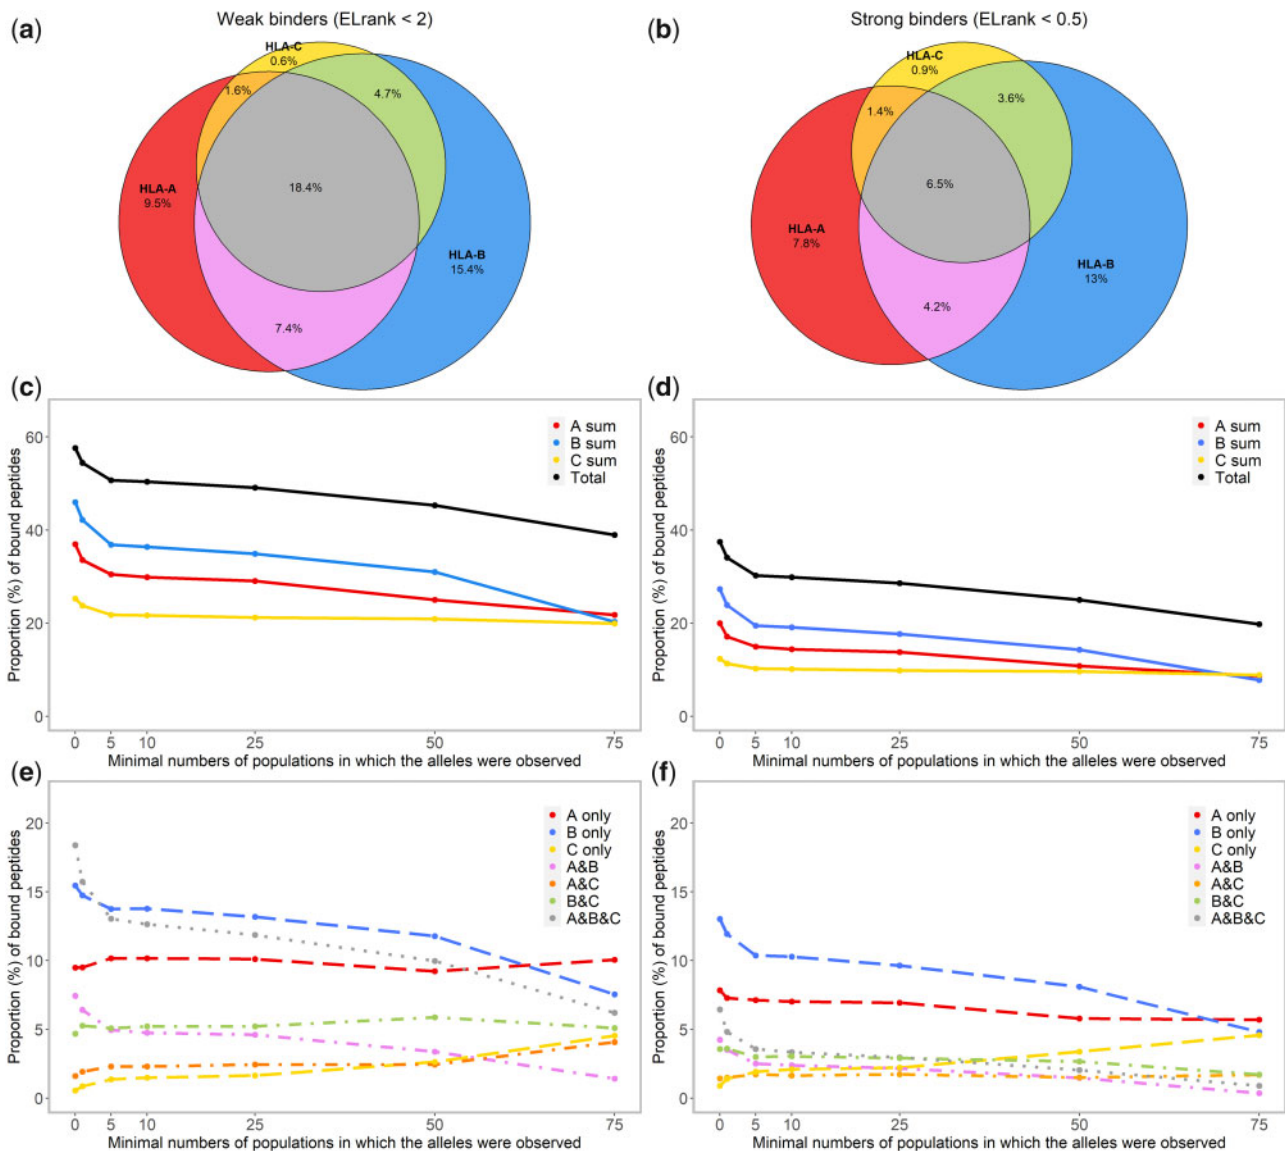 (a)
Weak binders (ELrank < 2)
HLA-C
0.6%
1.6%
4.7%
HLA-A
9.5%
18.4%
HLA-B
15.4%
7.4%
(b)
Strong binders (ELrank < 0.5)
HLA-C
0.9%
1.4%
3.6%
6.5%
HLA-A
7.8%
HLA-B
13%
4.2%
(c)
Proportion (%) of bound peptides
60
40
20
0
A sum
B sum
C sum
Total
0 5 10 25 50 75
Minimal numbers of populations in which the alleles were observed
(d)
Proportion (%) of bound peptides
60
40
20
0
A sum
B sum
C sum
Total
0 5 10 25 50 75
Minimal numbers of populations in which the alleles were observed
(e)
Proportion (%) of bound peptides
20
15
10
5
0
A only
B only
C only
A&B
A&C
B&C
A&B&C
0 5 10 25 50 75
Minimal numbers of populations in which the alleles were observed
(f)
Proportion (%) of bound peptides
20
15
10
5
0
A only
B only
C only
A&B
A&C
B&C
A&B&C
0 5 10 25 50 75
Minimal numbers of populations in which the alleles were observed